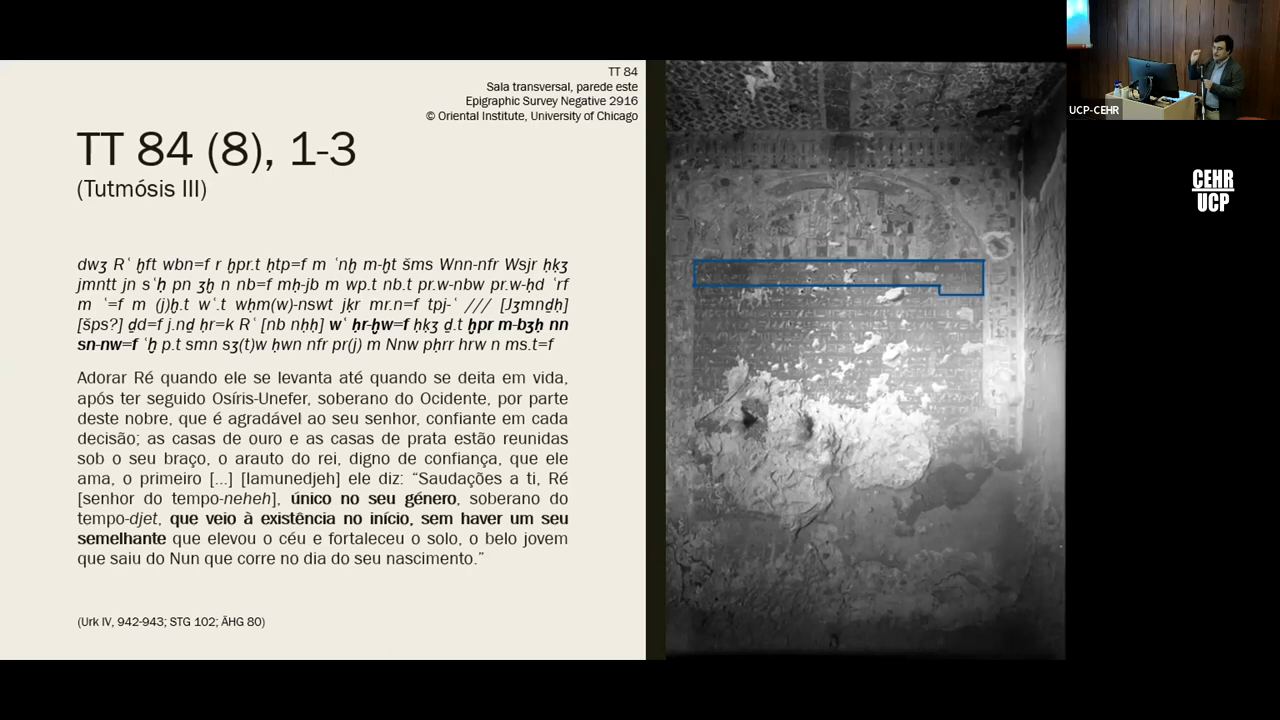 TT 84
Sala transversal, parede este
Epigraphic Survey Negative 2916
© Oriental Institute, University of Chicago
TT 84 (8), 1-3
(Tutmósis III)
dwꜣ Rꜥ ḫft wbn=f r ḫpr.t ḥtp=f m ꜥnḫ m-ḫt šms Wnn-nfr Wsjr ḥḳꜣ
jmntt jn sꜥḥ pn ꜣḫ n nb=f mḥ-jb m wp.t nb.t pr.w-nbw pr.w-ḥd ꜥrf
m ꜥ=f m (j)ḫ.t wꜥ.t wḥm(w)-nswt jḳr mr.n=f tpj-ꜥ /// [Jꜣmnḏḥ]
[šps?] ḏd=f j.nḏ ḥr=k Rꜥ [nb nḥḥ] wꜥ ḥr-ḫw=f ḥḳꜣ ḏ.t ḫpr m-bꜣḥ nn
sn-nw=f ꜥḫ p.t smn sꜣ(t)w ḥwn nfr pr(j) m Nnw pḥrr hrw n ms.t=f
Adorar Ré quando ele se levanta até quando se deita em vida,
após ter seguido Osíris-Unefer, soberano do Ocidente, por parte
deste nobre, que é agradável ao seu senhor, confiante em cada
decisão; as casas de ouro e as casas de prata estão reunidas
sob o seu braço, o arauto do rei, digno de confiança, que ele
ama, o primeiro [...] [Iamunedjeh] ele diz: “Saudações a ti, Ré
[senhor do tempo-neheh], único no seu género, soberano do
tempo-djet, que veio à existência no início, sem haver um seu
semelhante que elevou o céu e fortaleceu o solo, o belo jovem
que saiu do Nun que corre no dia do seu nascimento.”
(Urk IV, 942-943; STG 102; ÄHG 80)
UCP-CEHR
CEHR
UCP